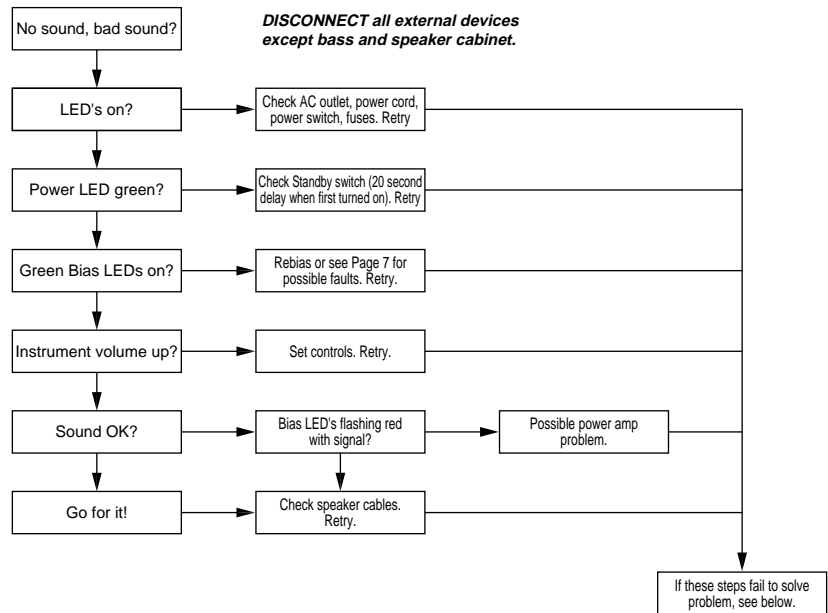 No sound, bad sound?
DISCONNECT all external devices
except bass and speaker cabinet.
LED's on?
Check AC outlet, power cord,
power switch, fuses. Retry
Power LED green?
Check Standby switch (20 second
delay when first turned on). Retry
Green Bias LEDs on?
Rebias or see Page 7 for
possible faults. Retry.
Instrument volume up?
Set controls. Retry.
Sound OK?
Bias LED's flashing red
with signal?
Possible power amp
problem.
Go for it!
Check speaker cables.
Retry.
If these steps fail to solve
problem, see below.